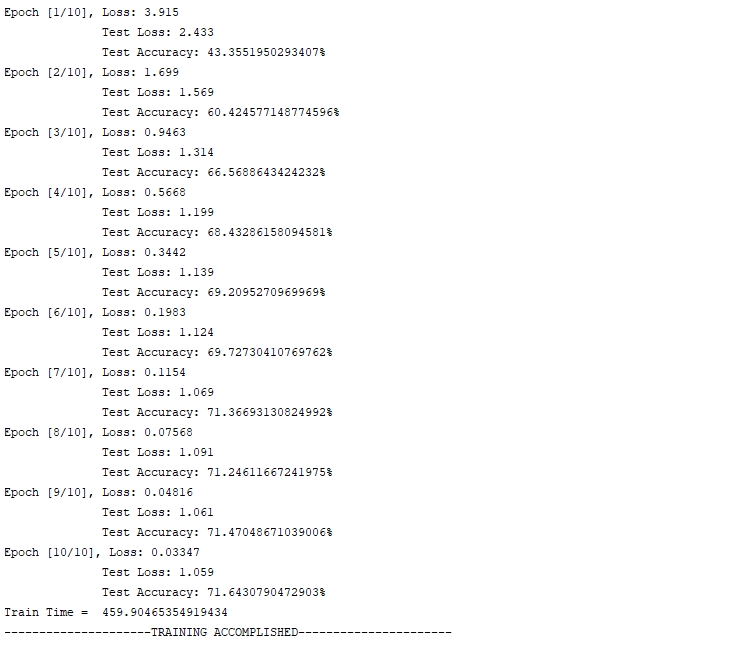 Epoch [1/10], Loss: 3.915
Test Loss: 2.433
Test Accuracy: 43.3551950293407%
Epoch [2/10], Loss: 1.699
Test Loss: 1.569
Test Accuracy: 60.424577148774596%
Epoch [3/10], Loss: 0.9463
Test Loss: 1.314
Test Accuracy: 66.5688643424232%
Epoch [4/10], Loss: 0.5668
Test Loss: 1.199
Test Accuracy: 68.43286158094581%
Epoch [5/10], Loss: 0.3442
Test Loss: 1.139
Test Accuracy: 69.2095270969969%
Epoch [6/10], Loss: 0.1983
Test Loss: 1.124
Test Accuracy: 69.72730410769762%
Epoch [7/10], Loss: 0.1154
Test Loss: 1.069
Test Accuracy: 71.36693130824992%
Epoch [8/10], Loss: 0.07568
Test Loss: 1.091
Test Accuracy: 71.24611667241975%
Epoch [9/10], Loss: 0.04816
Test Loss: 1.061
Test Accuracy: 71.47048671039006%
Epoch [10/10], Loss: 0.03347
Test Loss: 1.059
Test Accuracy: 71.6430790472903%
Train Time =  459.90465354919434
---------------------TRAINING ACCOMPLISHED----------------------